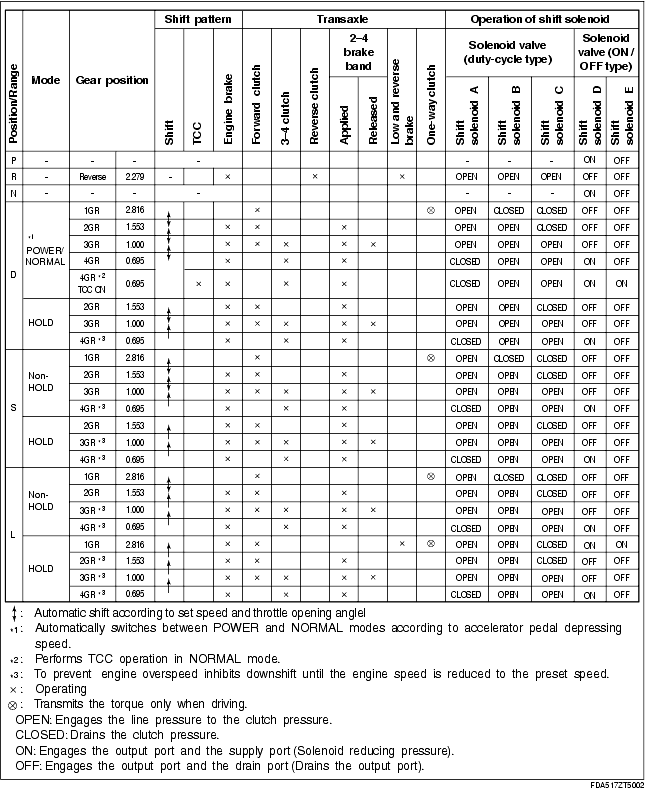 Shift pattern Transaxle Operation of shift solenoid
Position/Range Mode Gear position Shift TCC Engine brake Forward clutch 3–4 clutch Reverse clutch 2–4 brake band Low and reverse brake One-way clutch Solenoid valve (duty-cycle type) Solenoid valve (ON / OFF type)
Applied Released Shift solenoid A Shift solenoid B Shift solenoid C Shift solenoid D Shift solenoid E
P - - - - - - - ON OFF
R - Reverse 2.279 - × × × OPEN OPEN OPEN OFF OFF
N - - - - - - - ON OFF
D *1 POWER/NORMAL 1GR 2.816 × ⊗ OPEN CLOSED CLOSED OFF OFF
2GR 1.553 × × × OPEN OPEN CLOSED OFF OFF
3GR 1.000 × × × × × OPEN OPEN OPEN OFF OFF
4GR 0.695 × × × CLOSED OPEN OPEN ON OFF
4GR *2 TCC ON 0.695 × × × × CLOSED OPEN OPEN ON ON
HOLD 2GR 1.553 × × × OPEN OPEN CLOSED OFF OFF
3GR 1.000 × × × × × OPEN OPEN OPEN OFF OFF
4GR *3 0.695 × × × CLOSED OPEN OPEN ON OFF
S Non-HOLD 1GR 2.816 × ⊗ OPEN CLOSED CLOSED OFF OFF
2GR 1.553 × × × OPEN OPEN CLOSED OFF OFF
3GR 1.000 × × × × × OPEN OPEN OPEN OFF OFF
4GR *3 0.695 × × × CLOSED OPEN OPEN ON OFF
HOLD 2GR 1.553 × × × OPEN OPEN CLOSED OFF OFF
3GR *3 1.000 × × × × × OPEN OPEN OPEN OFF OFF
4GR *3 0.695 × × × CLOSED OPEN OPEN ON OFF
L Non-HOLD 1GR 2.816 × ⊗ OPEN CLOSED CLOSED OFF OFF
2GR 1.553 × × × OPEN OPEN CLOSED OFF OFF
3GR *3 1.000 × × × × × OPEN OPEN OPEN OFF OFF
4GR *3 0.695 × × × CLOSED OPEN OPEN ON OFF
HOLD 1GR 2.816 × × × ⊗ OPEN OPEN CLOSED ON ON
2GR *3 1.553 × × × OPEN OPEN CLOSED OFF OFF
3GR *3 1.000 × × × × × OPEN OPEN OPEN OFF OFF
4GR *3 0.695 × × × CLOSED OPEN OPEN ON OFF
: Automatic shift according to set speed and throttle opening anglel
*1: Automatically switches between POWER and NORMAL modes according to accelerator pedal depressing
speed.
*2: Performs TCC operation in NORMAL mode.
*3: To prevent engine overspeed inhibits downshift until the engine speed is reduced to the preset speed.
×: Operating
⊗: Transmits the torque only when driving.
OPEN: Engages the line pressure to the clutch pressure.
CLOSED: Drains the clutch pressure.
ON: Engages the output port and the supply port (Solenoid reducing pressure).
OFF: Engages the output port and the drain port (Drains the output port).
FDA517ZT5002